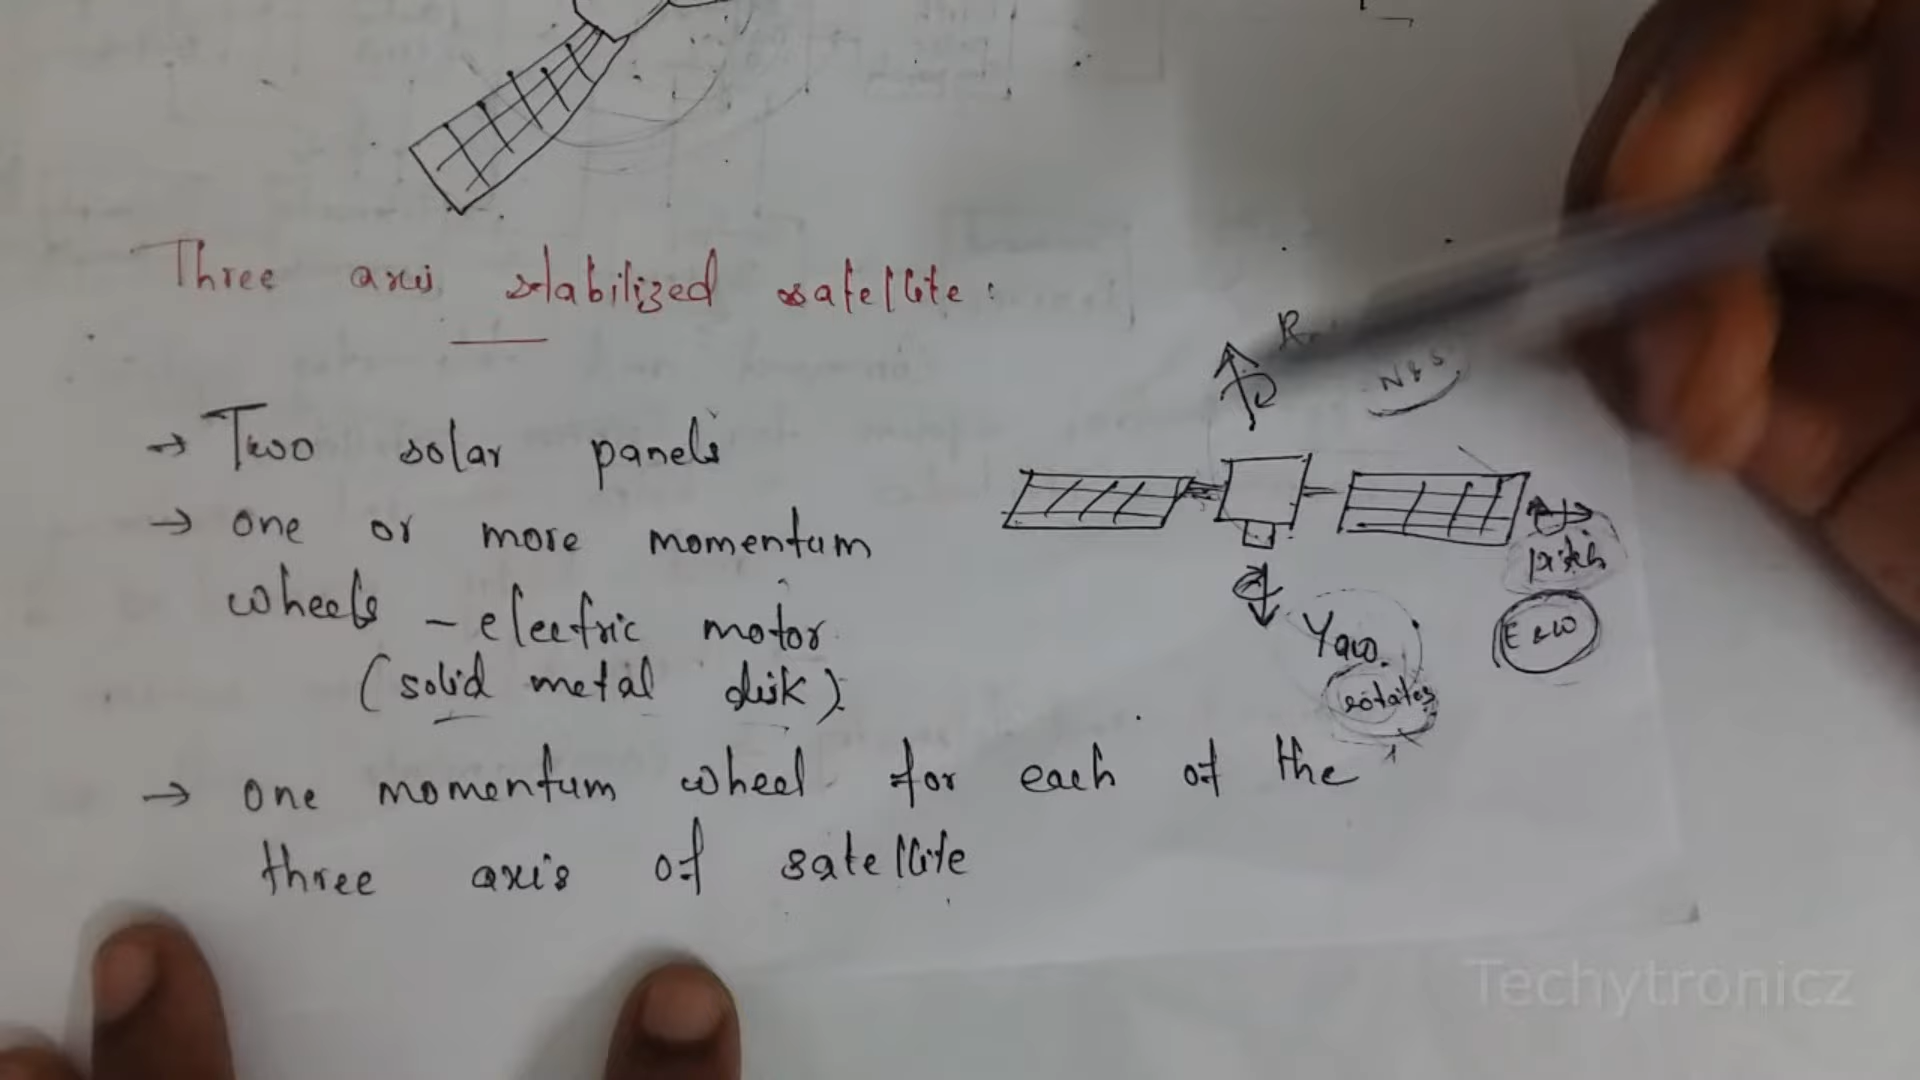 Three axis stabilized satellite:
→ Two solar panels
→ one or more momentum
wheels - electric motor
(solid metal disk)
→ one momentum wheel for each of the
three axis of satellite
R
N & S
pitch
E & W
Yaw.
rotates
Techytronicz